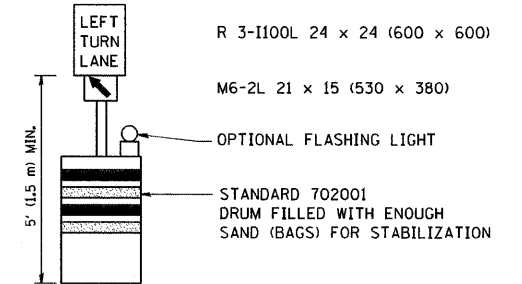 LEFT
TURN
LANE
R 3-I100L 24 x 24 (600 x 600)
M6-2L 21 x 15 (530 x 380)
OPTIONAL FLASHING LIGHT
5' (1.5 m) MIN.
STANDARD 702001
DRUM FILLED WITH ENOUGH
SAND (BAGS) FOR STABILIZATION